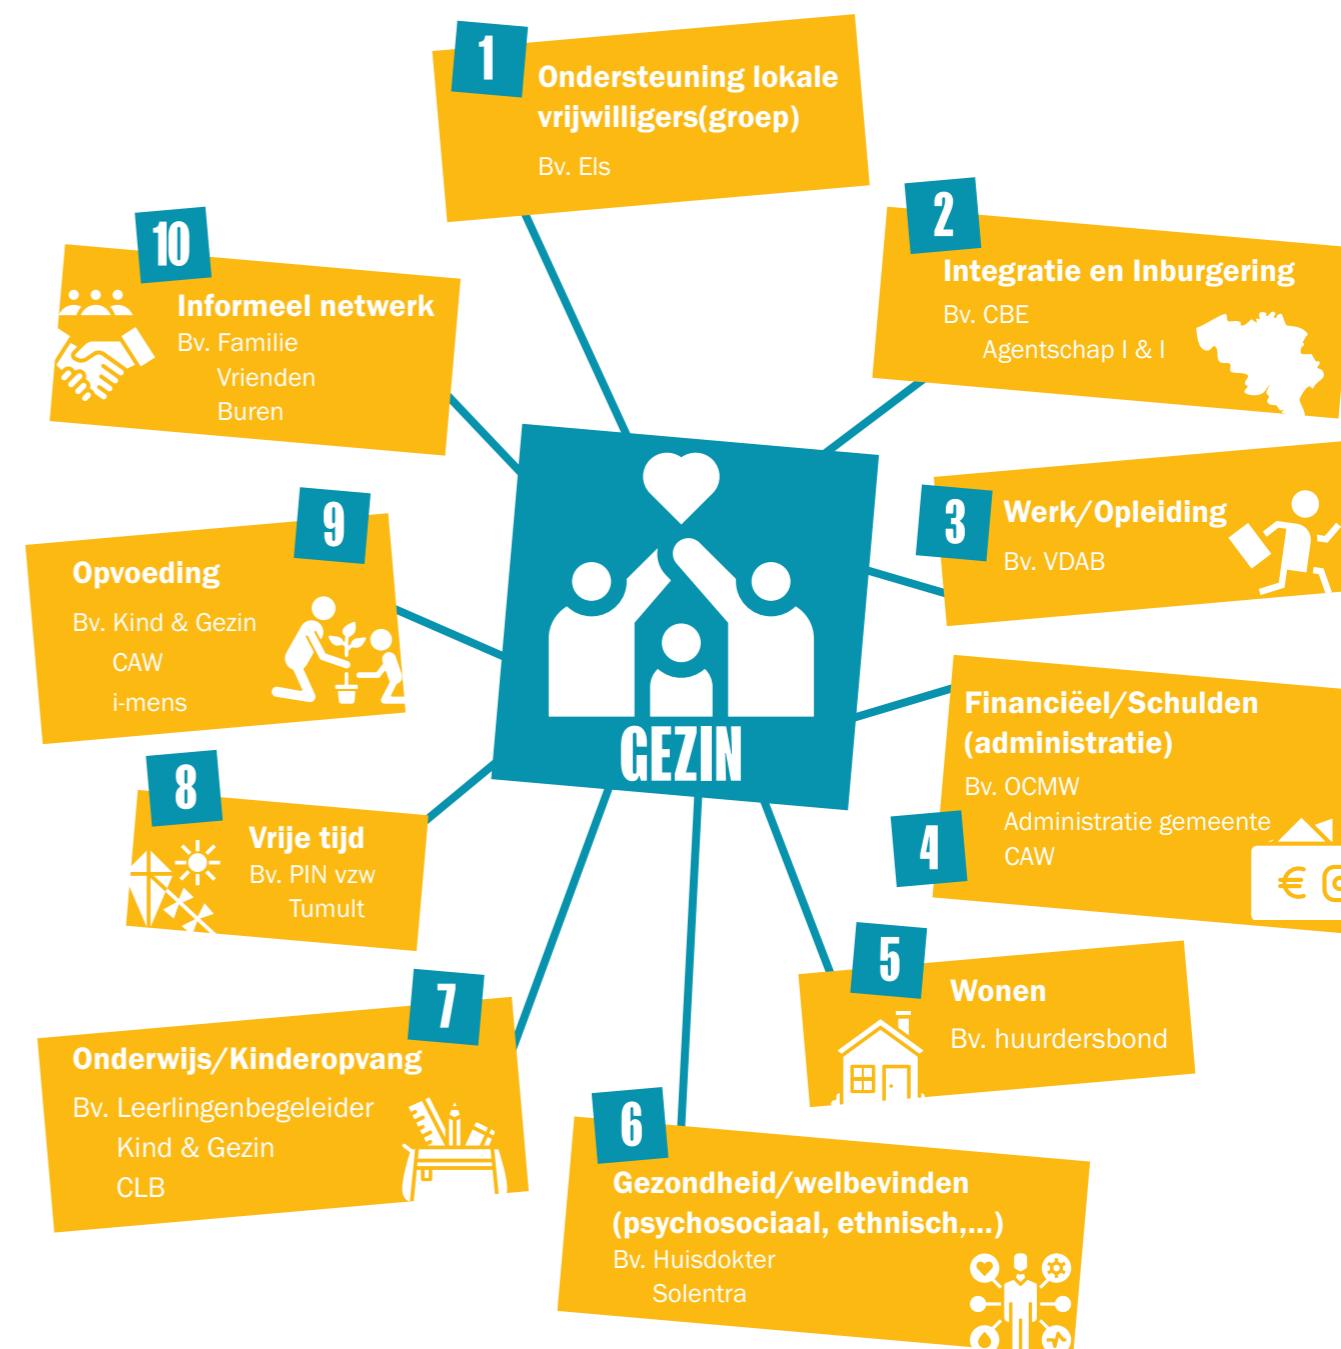 1
Ondersteuning lokale
vrijwilligers(groep)
Bv. Els
2
Integratie en Inburgering
Bv. CBE
Agentschap I & I
3
Werk/Opleiding
Bv. VDAB
4
Financiëel/Schulden
(administratie)
Bv. OCMW
Administratie gemeente
CAW
€
5
Wonen
Bv. huurdersbond
6
Gezondheid/welbevinden
(psychosociaal, ethnisch,...)
Bv. Huisdokter
Solentra
7
Onderwijs/Kinderopvang
Bv. Leerlingenbegeleider
Kind & Gezin
CLB
8
Vrije tijd
Bv. PIN vzw
Tumult
9
Opvoeding
Bv. Kind & Gezin
CAW
i-mens
10
Informeel netwerk
Bv. Familie
Vrienden
Buren
GEZIN